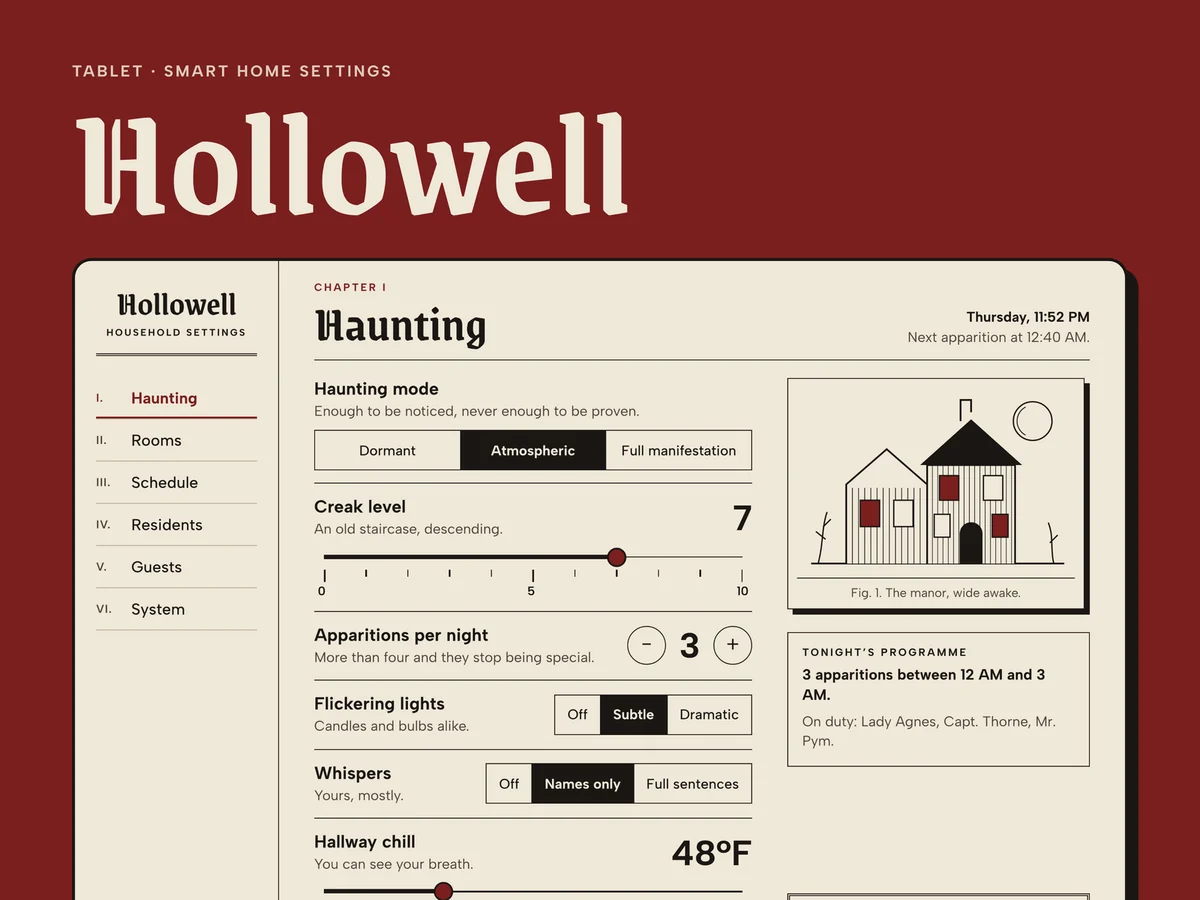 TABLET · SMART HOME SETTINGS
Hollowell
Hollowell
HOUSEHOLD SETTINGS
I. Haunting
II. Rooms
III. Schedule
IV. Residents
V. Guests
VI. System
CHAPTER I
Haunting
Thursday, 11:52 PM
Next apparition at 12:40 AM.
Haunting mode
Enough to be noticed, never enough to be proven.
Dormant Atmospheric Full manifestation
Creak level
An old staircase, descending.
7
0 5 10
Apparitions per night
More than four and they stop being special.
− 3 +
Flickering lights
Candles and bulbs alike.
Off Subtle Dramatic
Whispers
Yours, mostly.
Off Names only Full sentences
Hallway chill
You can see your breath.
48°F
Fig. 1. The manor, wide awake.
TONIGHT’S PROGRAMME
3 apparitions between 12 AM and 3
AM.
On duty: Lady Agnes, Capt. Thorne, Mr.
Pym.